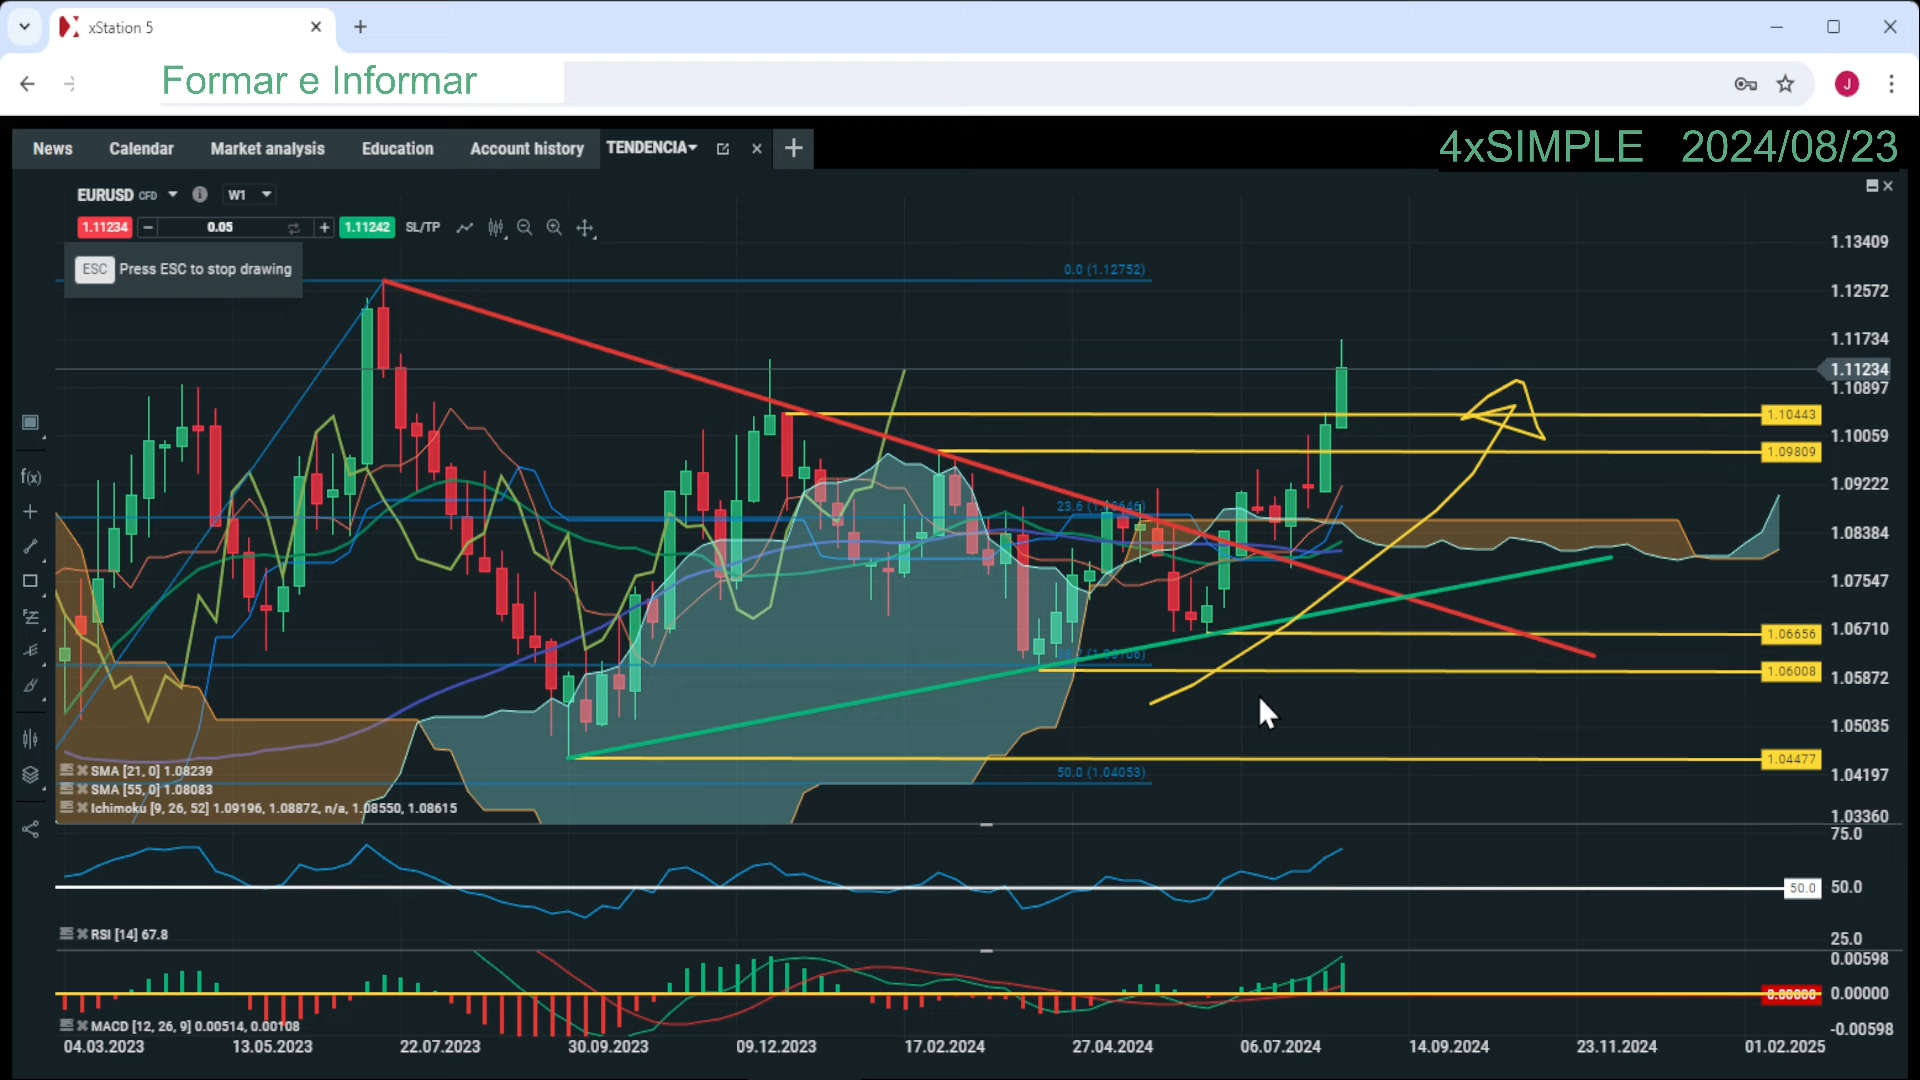 xStation 5
Formar e Informar
J
News Calendar Market analysis Education Account history TENDENCIA
4xSIMPLE 2024/08/23
EURUSD CFD W1
1.11234 0.05 1.11242 SL/TP
ESC Press ESC to stop drawing
0.0 (1.12752)
50.0 (1.04053)
1.13409
1.12572
1.11734
1.11234
1.10897
1.10443
1.10059
1.09809
1.09222
1.08384
1.07547
1.06710
1.06656
1.06008
1.05872
1.05035
1.04477
1.04197
1.03360
f(x)
SMA [21, 0] 1.08239
SMA [55, 0] 1.08083
Ichimoku [9, 26, 52] 1.09196, 1.08872, n/a, 1.08550, 1.08615
75.0
50.0 50.0
25.0
RSI [14] 67.8
0.00598
0.00000 0.00000
-0.00598
MACD [12, 26, 9] 0.00514, 0.00108
04.03.2023 13.05.2023 22.07.2023 30.09.2023 09.12.2023 17.02.2024 27.04.2024 06.07.2024 14.09.2024 23.11.2024 01.02.2025